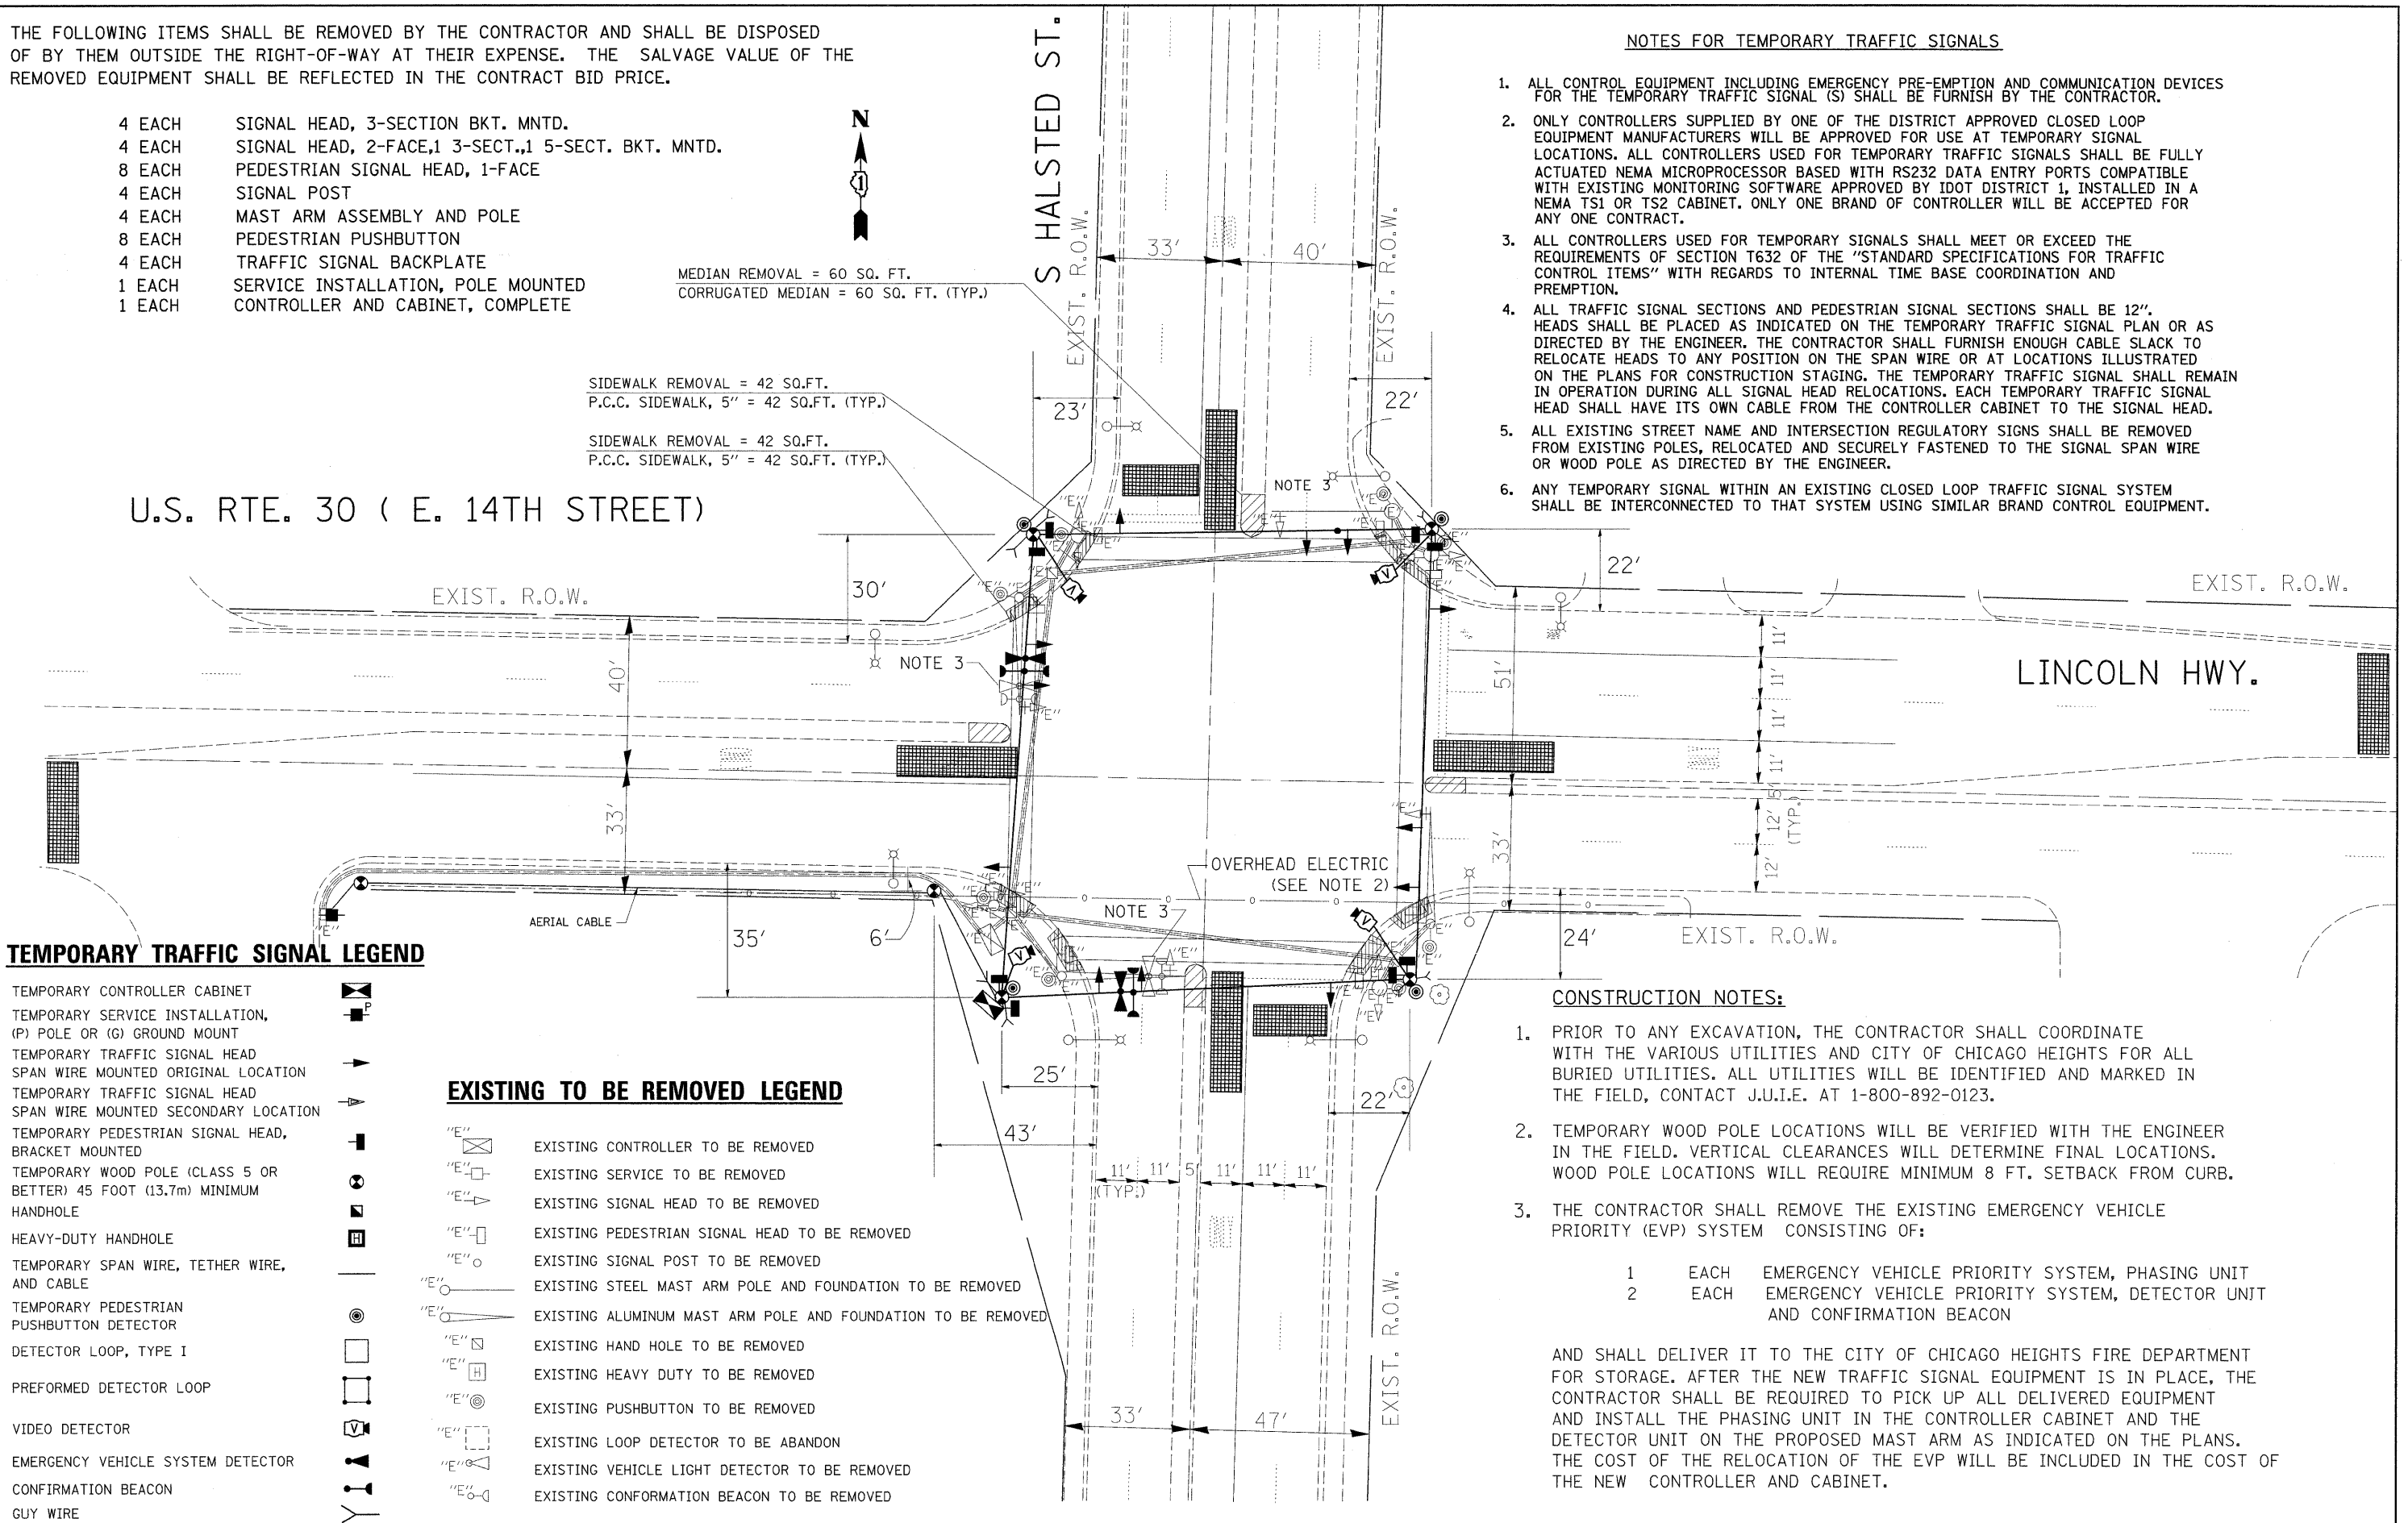 THE FOLLOWING ITEMS SHALL BE REMOVED BY THE CONTRACTOR AND SHALL BE DISPOSED
OF BY THEM OUTSIDE THE RIGHT-OF-WAY AT THEIR EXPENSE. THE SALVAGE VALUE OF THE
REMOVED EQUIPMENT SHALL BE REFLECTED IN THE CONTRACT BID PRICE.
4 EACH SIGNAL HEAD, 3-SECTION BKT. MNTD.
4 EACH SIGNAL HEAD, 2-FACE,1 3-SECT.,1 5-SECT. BKT. MNTD.
8 EACH PEDESTRIAN SIGNAL HEAD, 1-FACE
4 EACH SIGNAL POST
4 EACH MAST ARM ASSEMBLY AND POLE
8 EACH PEDESTRIAN PUSHBUTTON
4 EACH TRAFFIC SIGNAL BACKPLATE
1 EACH SERVICE INSTALLATION, POLE MOUNTED
1 EACH CONTROLLER AND CABINET, COMPLETE
N
1
S HALSTED ST.
EXIST. R.O.W.
33'
40'
EXIST. R.O.W.
MEDIAN REMOVAL = 60 SQ. FT.
CORRUGATED MEDIAN = 60 SQ. FT. (TYP.)
SIDEWALK REMOVAL = 42 SQ.FT.
P.C.C. SIDEWALK, 5" = 42 SQ.FT. (TYP.)
SIDEWALK REMOVAL = 42 SQ.FT.
P.C.C. SIDEWALK, 5" = 42 SQ.FT. (TYP.)
23'
22'
NOTE 3
NOTES FOR TEMPORARY TRAFFIC SIGNALS
1. ALL CONTROL EQUIPMENT INCLUDING EMERGENCY PRE-EMPTION AND COMMUNICATION DEVICES
FOR THE TEMPORARY TRAFFIC SIGNAL (S) SHALL BE FURNISH BY THE CONTRACTOR.
2. ONLY CONTROLLERS SUPPLIED BY ONE OF THE DISTRICT APPROVED CLOSED LOOP
EQUIPMENT MANUFACTURERS WILL BE APPROVED FOR USE AT TEMPORARY SIGNAL
LOCATIONS. ALL CONTROLLERS USED FOR TEMPORARY TRAFFIC SIGNALS SHALL BE FULLY
ACTUATED NEMA MICROPROCESSOR BASED WITH RS232 DATA ENTRY PORTS COMPATIBLE
WITH EXISTING MONITORING SOFTWARE APPROVED BY IDOT DISTRICT 1, INSTALLED IN A
NEMA TS1 OR TS2 CABINET. ONLY ONE BRAND OF CONTROLLER WILL BE ACCEPTED FOR
ANY ONE CONTRACT.
3. ALL CONTROLLERS USED FOR TEMPORARY SIGNALS SHALL MEET OR EXCEED THE
REQUIREMENTS OF SECTION T632 OF THE "STANDARD SPECIFICATIONS FOR TRAFFIC
CONTROL ITEMS" WITH REGARDS TO INTERNAL TIME BASE COORDINATION AND
PREMPTION.
4. ALL TRAFFIC SIGNAL SECTIONS AND PEDESTRIAN SIGNAL SECTIONS SHALL BE 12".
HEADS SHALL BE PLACED AS INDICATED ON THE TEMPORARY TRAFFIC SIGNAL PLAN OR AS
DIRECTED BY THE ENGINEER. THE CONTRACTOR SHALL FURNISH ENOUGH CABLE SLACK TO
RELOCATE HEADS TO ANY POSITION ON THE SPAN WIRE OR AT LOCATIONS ILLUSTRATED
ON THE PLANS FOR CONSTRUCTION STAGING. THE TEMPORARY TRAFFIC SIGNAL SHALL REMAIN
IN OPERATION DURING ALL SIGNAL HEAD RELOCATIONS. EACH TEMPORARY TRAFFIC SIGNAL
HEAD SHALL HAVE ITS OWN CABLE FROM THE CONTROLLER CABINET TO THE SIGNAL HEAD.
5. ALL EXISTING STREET NAME AND INTERSECTION REGULATORY SIGNS SHALL BE REMOVED
FROM EXISTING POLES, RELOCATED AND SECURELY FASTENED TO THE SIGNAL SPAN WIRE
OR WOOD POLE AS DIRECTED BY THE ENGINEER.
6. ANY TEMPORARY SIGNAL WITHIN AN EXISTING CLOSED LOOP TRAFFIC SIGNAL SYSTEM
SHALL BE INTERCONNECTED TO THAT SYSTEM USING SIMILAR BRAND CONTROL EQUIPMENT.
U.S. RTE. 30 ( E. 14TH STREET)
EXIST. R.O.W.
30'
22'
EXIST. R.O.W.
NOTE 3
40'
33'
51'
33'
11'
11'
11'
11'
5'
12'
(TYP.)
12'
LINCOLN HWY.
OVERHEAD ELECTRIC
(SEE NOTE 2)
NOTE 3
AERIAL CABLE
35'
6'
24'
EXIST. R.O.W.
25'
43'
22'
11' 11' 5' 11' 11' 11'
(TYP.)
33'
47'
EXIST. R.O.W.
TEMPORARY TRAFFIC SIGNAL LEGEND
TEMPORARY CONTROLLER CABINET
TEMPORARY SERVICE INSTALLATION, P
(P) POLE OR (G) GROUND MOUNT
TEMPORARY TRAFFIC SIGNAL HEAD
SPAN WIRE MOUNTED ORIGINAL LOCATION
TEMPORARY TRAFFIC SIGNAL HEAD
SPAN WIRE MOUNTED SECONDARY LOCATION
TEMPORARY PEDESTRIAN SIGNAL HEAD,
BRACKET MOUNTED
TEMPORARY WOOD POLE (CLASS 5 OR
BETTER) 45 FOOT (13.7m) MINIMUM
HANDHOLE
HEAVY-DUTY HANDHOLE H
TEMPORARY SPAN WIRE, TETHER WIRE,
AND CABLE
TEMPORARY PEDESTRIAN
PUSHBUTTON DETECTOR
DETECTOR LOOP, TYPE I
PREFORMED DETECTOR LOOP
VIDEO DETECTOR V
EMERGENCY VEHICLE SYSTEM DETECTOR
CONFIRMATION BEACON
GUY WIRE
EXISTING TO BE REMOVED LEGEND
"E" EXISTING CONTROLLER TO BE REMOVED
"E" EXISTING SERVICE TO BE REMOVED
"E" EXISTING SIGNAL HEAD TO BE REMOVED
"E" EXISTING PEDESTRIAN SIGNAL HEAD TO BE REMOVED
"E" EXISTING SIGNAL POST TO BE REMOVED
"E" EXISTING STEEL MAST ARM POLE AND FOUNDATION TO BE REMOVED
"E" EXISTING ALUMINUM MAST ARM POLE AND FOUNDATION TO BE REMOVED
"E" EXISTING HAND HOLE TO BE REMOVED
"E" H EXISTING HEAVY DUTY TO BE REMOVED
"E" EXISTING PUSHBUTTON TO BE REMOVED
"E" EXISTING LOOP DETECTOR TO BE ABANDON
"E" EXISTING VEHICLE LIGHT DETECTOR TO BE REMOVED
"E" EXISTING CONFORMATION BEACON TO BE REMOVED
CONSTRUCTION NOTES:
1. PRIOR TO ANY EXCAVATION, THE CONTRACTOR SHALL COORDINATE
WITH THE VARIOUS UTILITIES AND CITY OF CHICAGO HEIGHTS FOR ALL
BURIED UTILITIES. ALL UTILITIES WILL BE IDENTIFIED AND MARKED IN
THE FIELD, CONTACT J.U.I.E. AT 1-800-892-0123.
2. TEMPORARY WOOD POLE LOCATIONS WILL BE VERIFIED WITH THE ENGINEER
IN THE FIELD. VERTICAL CLEARANCES WILL DETERMINE FINAL LOCATIONS.
WOOD POLE LOCATIONS WILL REQUIRE MINIMUM 8 FT. SETBACK FROM CURB.
3. THE CONTRACTOR SHALL REMOVE THE EXISTING EMERGENCY VEHICLE
PRIORITY (EVP) SYSTEM CONSISTING OF:
1 EACH EMERGENCY VEHICLE PRIORITY SYSTEM, PHASING UNIT
2 EACH EMERGENCY VEHICLE PRIORITY SYSTEM, DETECTOR UNIT
AND CONFIRMATION BEACON
AND SHALL DELIVER IT TO THE CITY OF CHICAGO HEIGHTS FIRE DEPARTMENT
FOR STORAGE. AFTER THE NEW TRAFFIC SIGNAL EQUIPMENT IS IN PLACE, THE
CONTRACTOR SHALL BE REQUIRED TO PICK UP ALL DELIVERED EQUIPMENT
AND INSTALL THE PHASING UNIT IN THE CONTROLLER CABINET AND THE
DETECTOR UNIT ON THE PROPOSED MAST ARM AS INDICATED ON THE PLANS.
THE COST OF THE RELOCATION OF THE EVP WILL BE INCLUDED IN THE COST OF
THE NEW CONTROLLER AND CABINET.